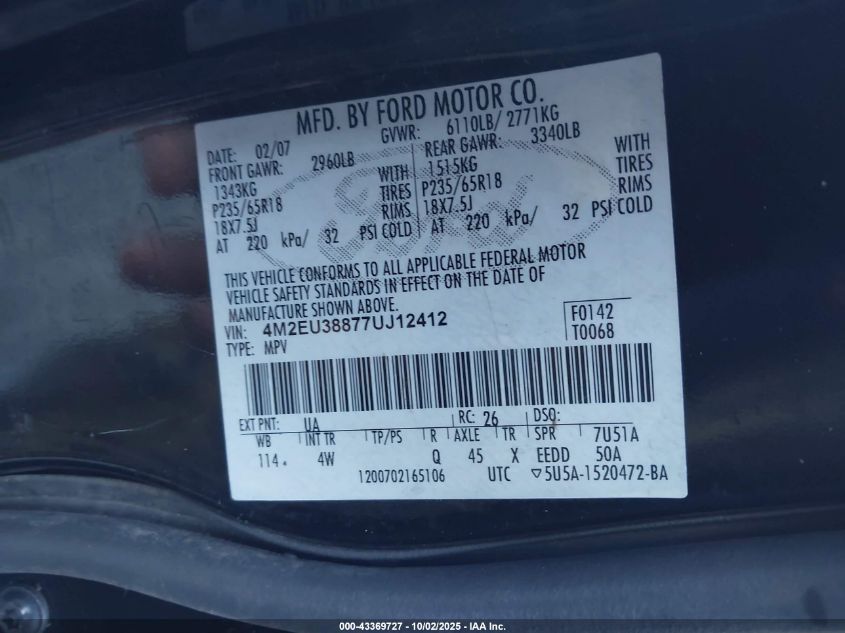 MFD. BY FORD MOTOR CO.
DATE: 02/07 GVWR: 6110LB/ 2771KG
FRONT GAWR: 2960LB REAR GAWR: 3340LB
1343KG WITH 1515KG WITH
P235/65R18 TIRES P235/65R18 TIRES
18X7.5J RIMS 18X7.5J RIMS
AT 220 kPa/ 32 PSI COLD AT 220 kPa/ 32 PSI COLD
Ford
THIS VEHICLE CONFORMS TO ALL APPLICABLE FEDERAL MOTOR
VEHICLE SAFETY STANDARDS IN EFFECT ON THE DATE OF
MANUFACTURE SHOWN ABOVE.
VIN: 4M2EU38877UJ12412 F0142
TYPE: MPV T0068
EXT PNT: UA RC: 26 DSO:
WB INT TR TP/PS R AXLE TR SPR 7U51A
114. 4W Q 45 X EEDD 50A
1200702165106 UTC ▽5U5A-1520472-BA
000-43369727 - 10/02/2025 - IAA Inc.